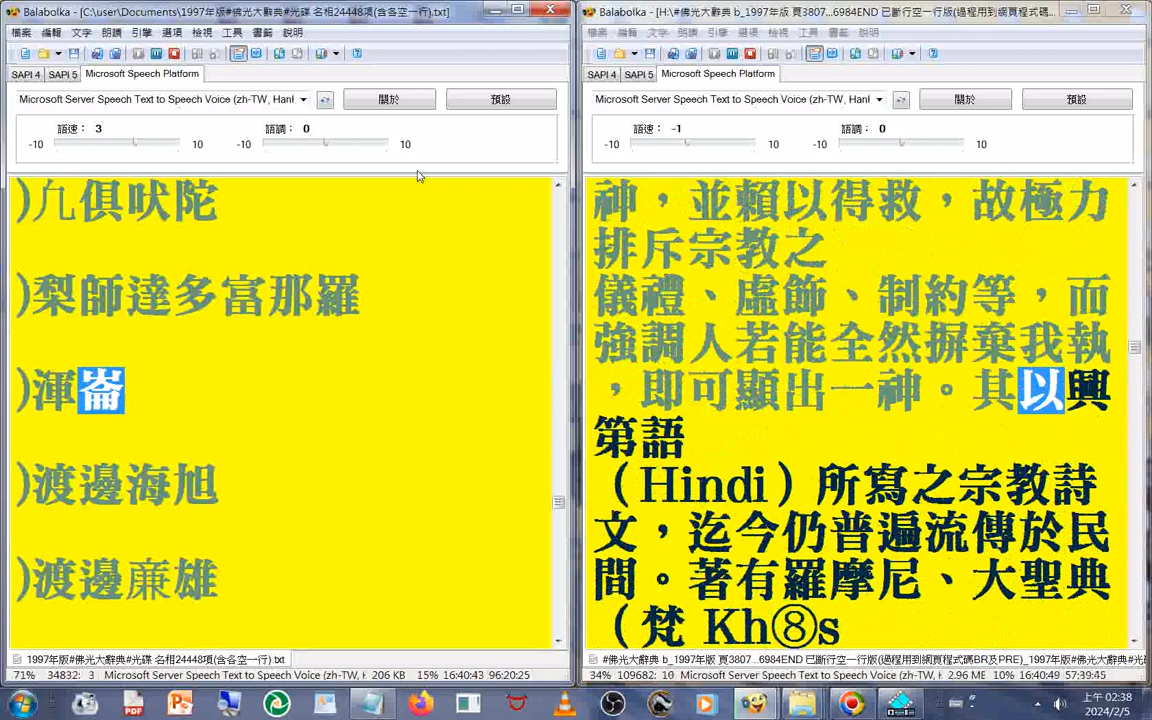 Balabolka - [C:\user\Documents\1997年版#佛光大辭典#光碟 名相24448項(含各空一行).txt]
檔案 編輯 文字 朗讀 引擎 選項 檢視 工具 書籤 說明
SAPI 4 SAPI 5 Microsoft Speech Platform
Microsoft Server Speech Text to Speech Voice (zh-TW, Hanl
關於
預設
語速： 3
語調： 0
-10 10 -10 10
)凢俱吠陀
)梨師達多富那羅
)渾崙
)渡邊海旭
)渡邊亷雄
1997年版#佛光大辭典#光碟 名相24448項(含各空一行).txt
71% 34832: 3 Microsoft Server Speech Text to Speech Voice (zh-TW, 206 KB 15% 16:40:43 96:20:25
Balabolka - [H:\#佛光大辭典 b_1997年版 頁3807...6984END 已斷行空一行版(過程用到網頁程式碼...
檔案 編輯 文字 朗讀 引擎 選項 檢視 工具 書籤 說明
SAPI 4 SAPI 5 Microsoft Speech Platform
Microsoft Server Speech Text to Speech Voice (zh-TW, Hanl
關於
預設
語速： -1
語調： 0
-10 10 -10 10
神，並賴以得救，故極力
排斥宗教之
儀禮、虛飾、制約等，而
強調人若能全然摒棄我執
，即可顯出一神。其以興
第語
（Hindi）所寫之宗教詩
文，迄今仍普遍流傳於民
間。著有羅摩尼、大聖典
（梵 Kh⑧s
#佛光大辭典 b_1997年版 頁3807...6984END 已斷行空一行版(過程用到網頁程式碼BR及PRE)_1997年版#佛光大辭典#光
34% 109682: 10 Microsoft Server Speech Text to Speech Voice (zh-TW, 2.96 ME 10% 16:40:49 57:39:45
上午 02:38
2024/2/5